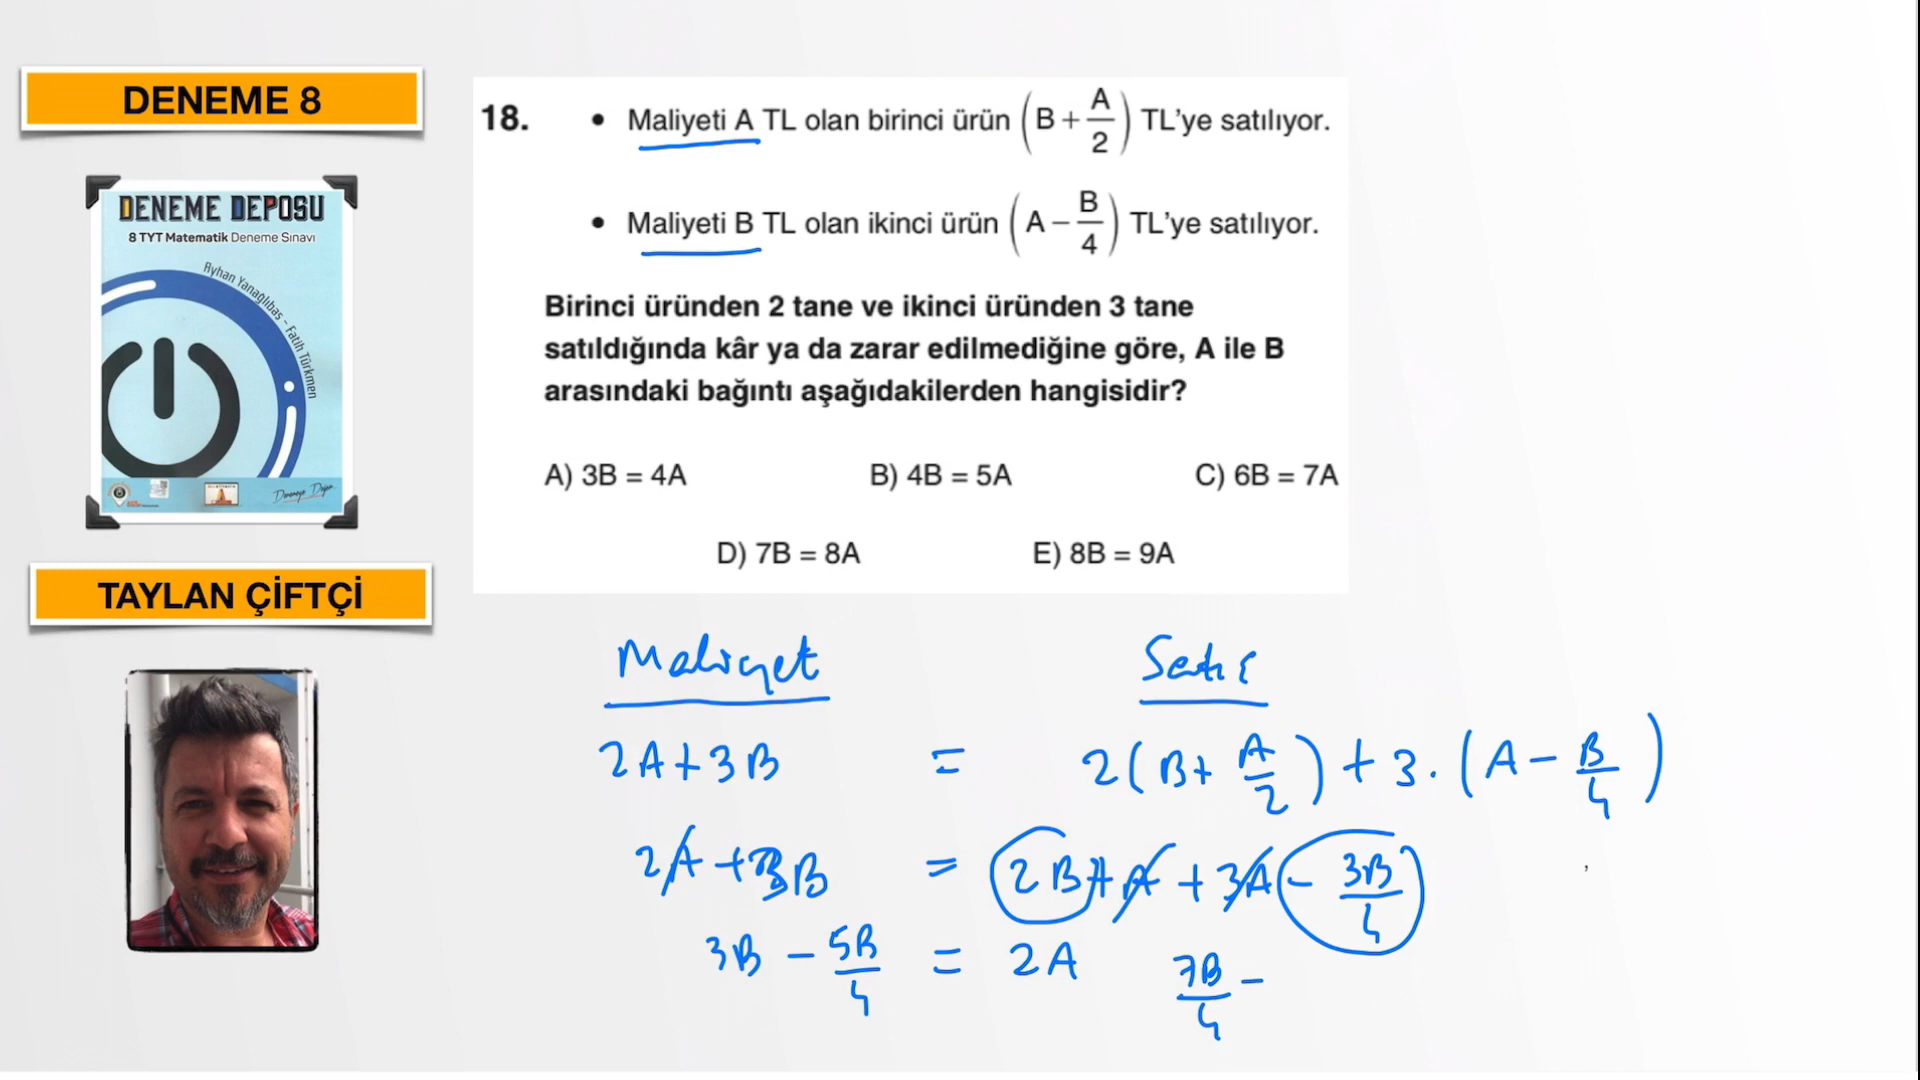 DENEME 8
DENEME DEPOSU
8 TYT Matematik Deneme Sınavı
Ayhan Yanağlıbaş - Fatih Türkmen
Denemeye Değer
TAYLAN ÇİFTÇİ
18. • Maliyeti A TL olan birinci ürün (B + A/2) TL'ye satılıyor.
• Maliyeti B TL olan ikinci ürün (A − B/4) TL'ye satılıyor.
Birinci üründen 2 tane ve ikinci üründen 3 tane
satıldığında kâr ya da zarar edilmediğine göre, A ile B
arasındaki bağıntı aşağıdakilerden hangisidir?
A) 3B = 4A B) 4B = 5A C) 6B = 7A
D) 7B = 8A E) 8B = 9A
Maliyet Satış
2A+3B = 2(B+ A/2) + 3.(A − B/4)
2A + 3B = 2B + A + 3A − 3B/4
3B − 5B/4 = 2A 7B/4 =